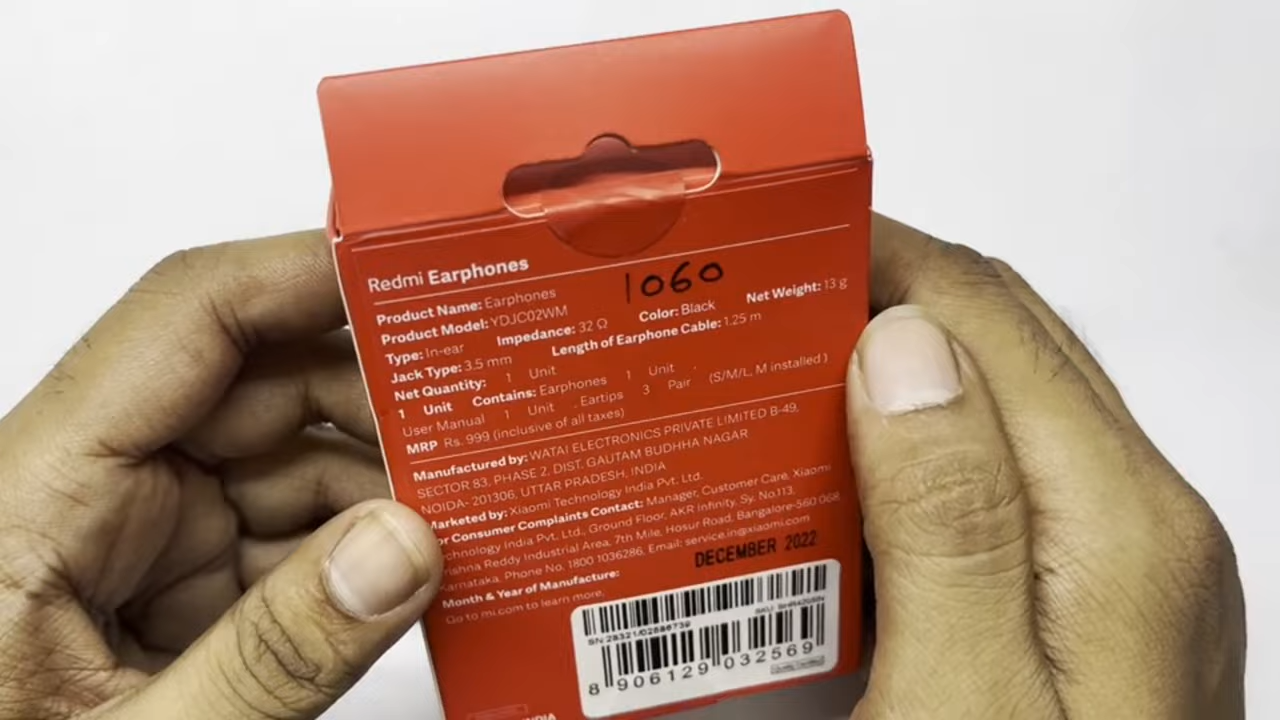 Redmi Earphones
1060
Product Name: Earphones
Product Model: YDJC02WM
Type: In-ear Impedance: 32 Ω Color: Black Net Weight: 13 g
Jack Type: 3.5 mm Length of Earphone Cable: 1.25 m
Net Quantity: 1 Unit
1 Unit Contains: Earphones 1 Unit ,
User Manual 1 Unit , Eartips 3 Pair (S/M/L, M installed )
MRP Rs. 999 (inclusive of all taxes)
Manufactured by: WATAI ELECTRONICS PRIVATE LIMITED B-49,
SECTOR 83, PHASE 2, DIST. GAUTAM BUDHHA NAGAR
NOIDA- 201306, UTTAR PRADESH, INDIA
Marketed by: Xiaomi Technology India Pvt. Ltd.
or Consumer Complaints Contact: Manager, Customer Care, Xiaomi
chnology India Pvt. Ltd., Ground Floor, AKR Infinity, Sy. No.113,
rishna Reddy Industrial Area, 7th Mile, Hosur Road, Bangalore-560 068
arnataka, Phone No. 1800 1036286, Email: service.in@xiaomi.com
Month & Year of Manufacture: DECEMBER 2022
Go to mi.com to learn more.
8 906129 032569
INDIA